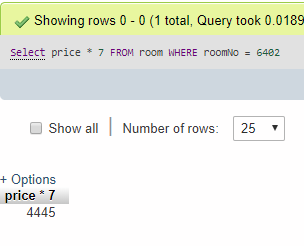 Showing rows 0 - 0 (1 total, Query took 0.0189
Select price * 7 FROM room WHERE roomNo = 6402
Show all | Number of rows: 25
+ Options
price * 7
4445